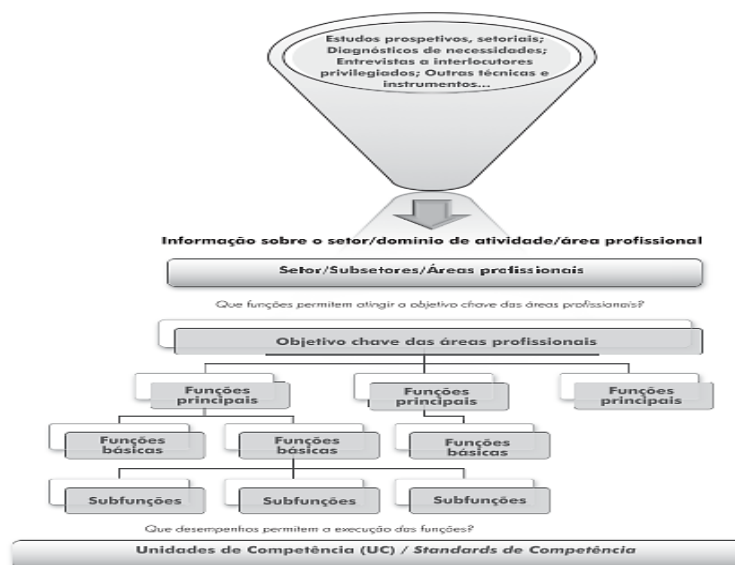 Estudos prospetivos, setoriais;
Diagnósticos de necessidades;
Entrevistas a interlocutores
privilegiados; Outras técnicas e
instrumentos...
Informação sobre o setor/domínio de atividade/área profissional
Setor/Subsetores/Áreas profissionais
Que funções permitem atingir a objetivo chave das áreas profissionais?
Objetivo chave das áreas profissionais
Funções
principais
Funções
principais
Funções
principais
Funções
básicas
Funções
básicas
Funções
básicas
Subfunções
Subfunções
Subfunções
Que desempenhos permitem a execução das funções?
Unidades de Competência (UC) / Standards de Competência